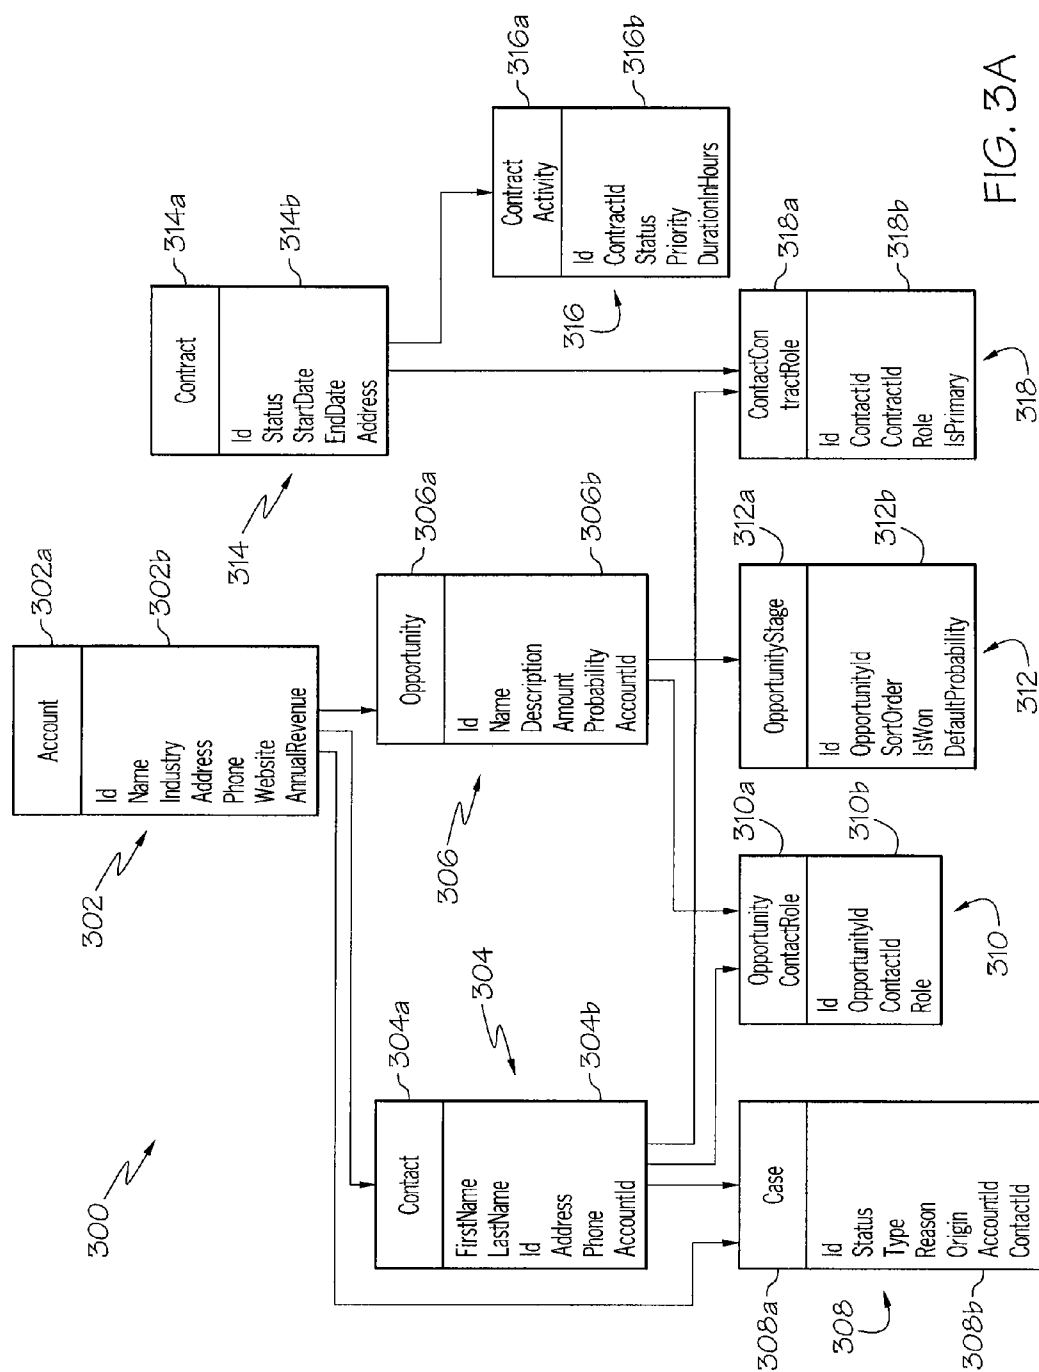 300
302
Account
302a
Id
Name
Industry
Address
Phone
Website
AnnualRevenue
302b
314
Contract
314a
Id
Status
StartDate
EndDate
Address
314b
304
Contact
304a
FirstName
LastName
Id
Address
Phone
AccountId
304b
306
Opportunity
306a
Id
Name
Description
Amount
Probability
AccountId
306b
316
Contract
Activity
316a
Id
ContractId
Status
Priority
DurationInHours
316b
308
Case
308a
Id
Status
Type
Reason
Origin
AccountId
ContactId
308b
310
Opportunity
ContactRole
310a
Id
OpportunityId
ContactId
Role
310b
312
OpportunityStage
312a
Id
OpportunityId
SortOrder
IsWon
DefaultProbability
312b
318
ContactCon
tractRole
318a
Id
ContactId
ContractId
Role
IsPrimary
318b
FIG. 3A